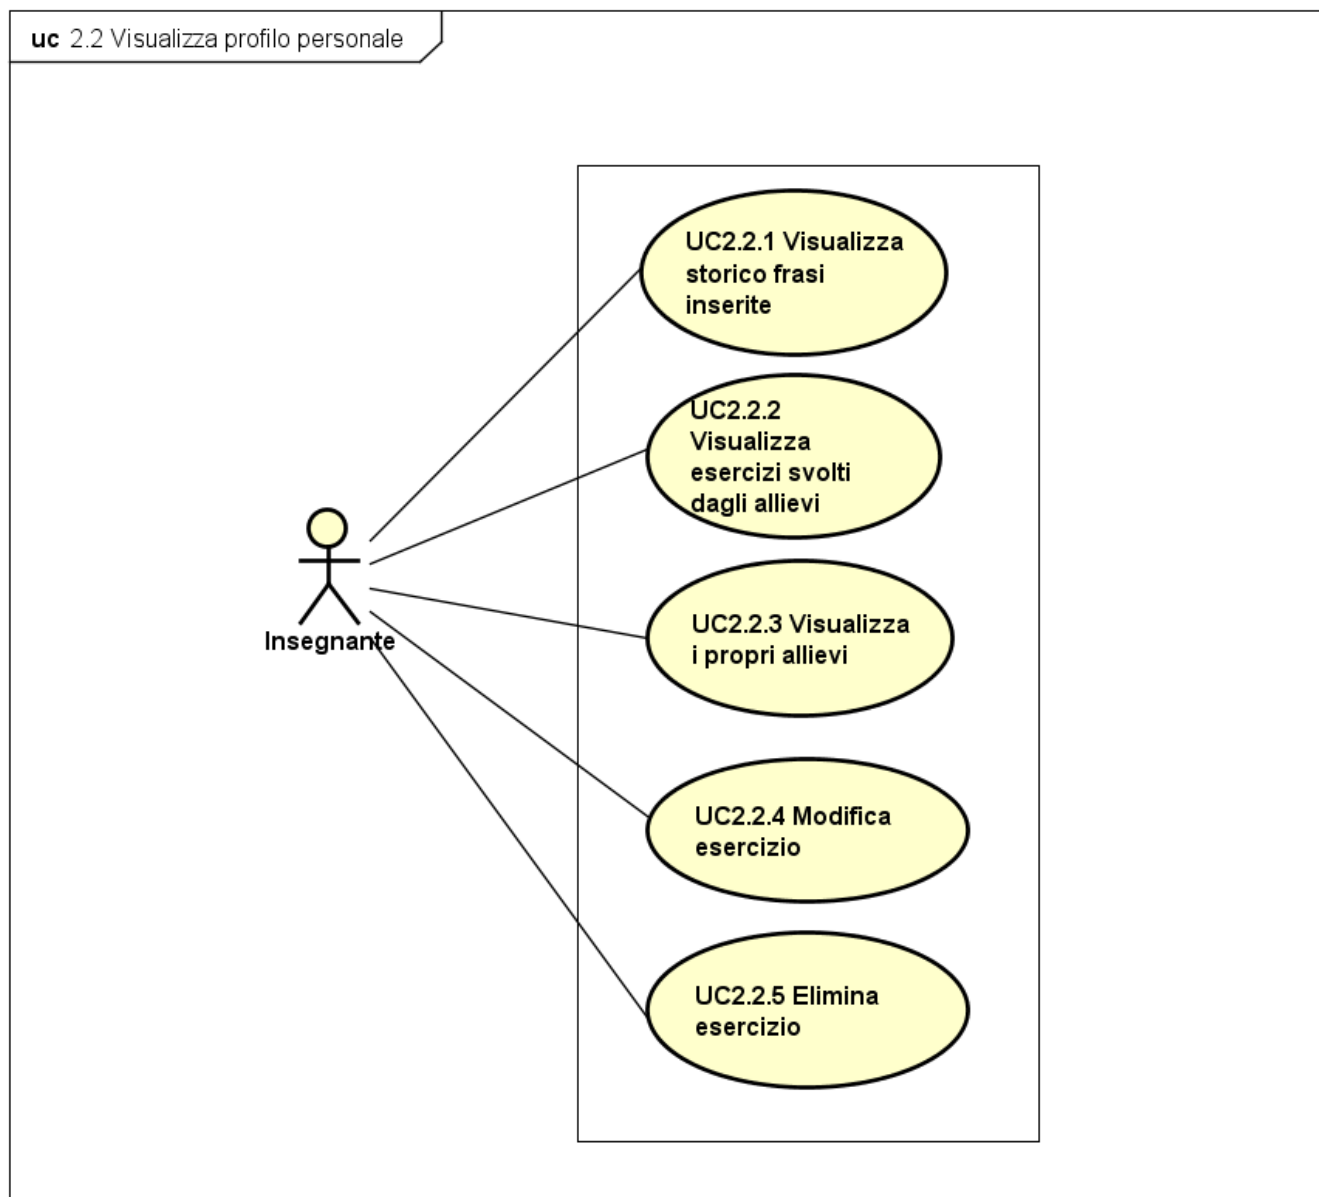 uc 2.2 Visualizza profilo personale
UC2.2.1 Visualizza
storico frasi
inserite
UC2.2.2
Visualizza
esercizi svolti
dagli allievi
Insegnante
UC2.2.3 Visualizza
i propri allievi
UC2.2.4 Modifica
esercizio
UC2.2.5 Elimina
esercizio